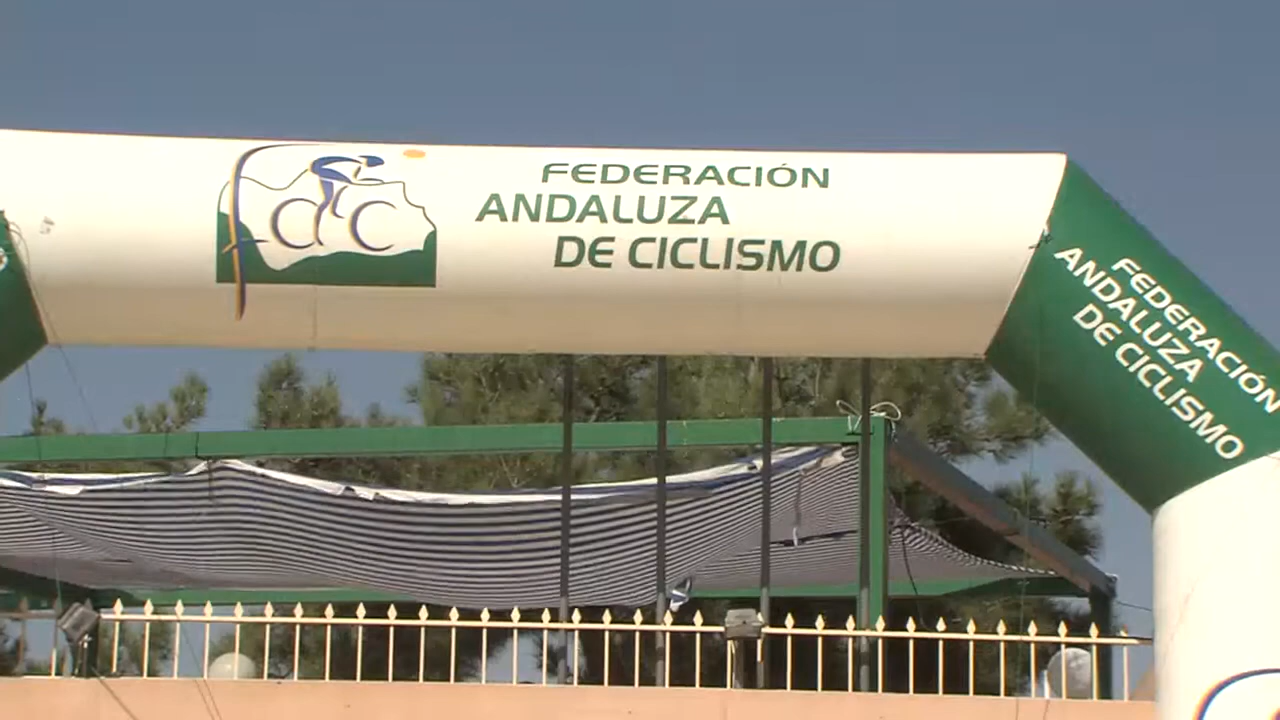 FEDERACIÓN
ANDALUZA
DE CICLISMO
FEDERACIÓN
ANDALUZA
DE CICLISMO